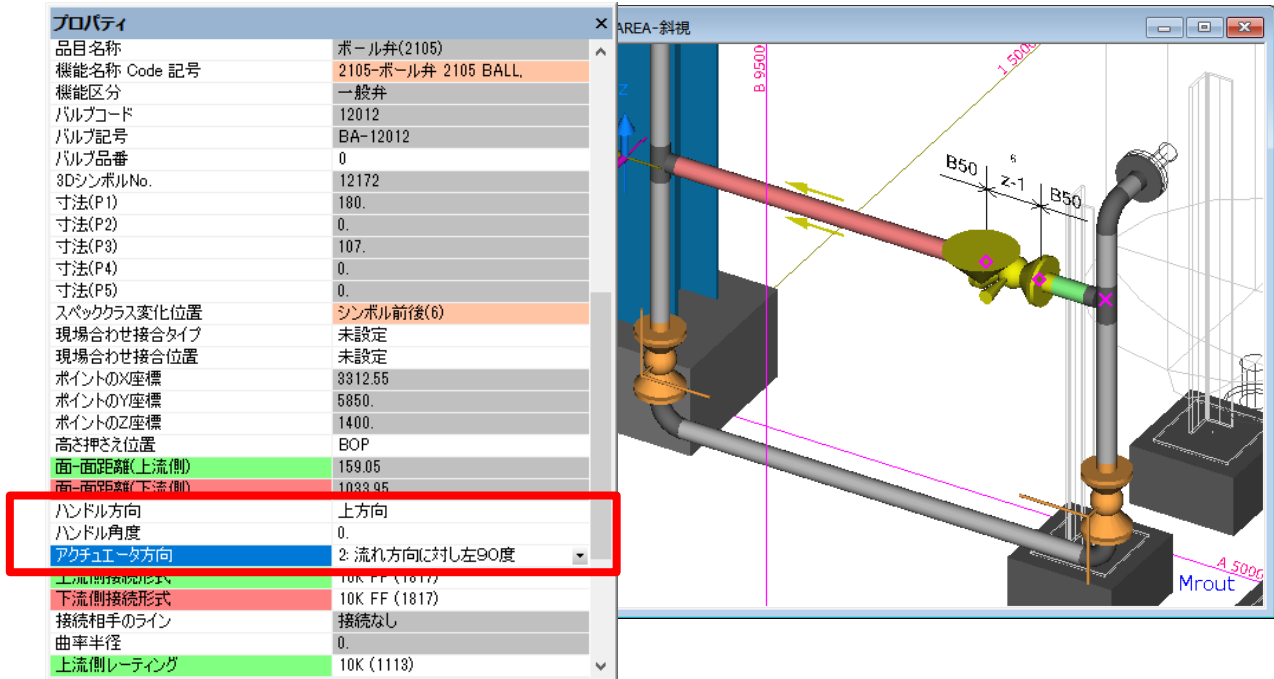 プロパティ
品目名称 ボール弁(2105)
機能名称 Code 記号 2105-ボール弁 2105 BALL,
機能区分 一般弁
バルブコード 12012
バルブ記号 BA-12012
バルブ品番 0
3DシンボルNo. 12172
寸法(P1) 180.
寸法(P2) 0.
寸法(P3) 107.
寸法(P4) 0.
寸法(P5) 0.
スペッククラス変化位置 シンボル前後(6)
現場合わせ接合タイプ 未設定
現場合わせ接合位置 未設定
ポイントのX座標 3312.55
ポイントのY座標 5850.
ポイントのZ座標 1400.
高さ押さえ位置 BOP
面-面距離(上流側) 159.05
面-面距離(下流側) 1033.95
ハンドル方向 上方向
ハンドル角度 0.
アクチュエータ方向 2: 流れ方向に対し左90度
上流側接続形式 10K FF (1817)
下流側接続形式 10K FF (1817)
接続相手のライン 接続なし
曲率半径 0.
上流側レーティング 10K (1113)
AREA-斜視
B 9500
1 5000
Z
B50
6
z-1
B50
A 5000
Mrout